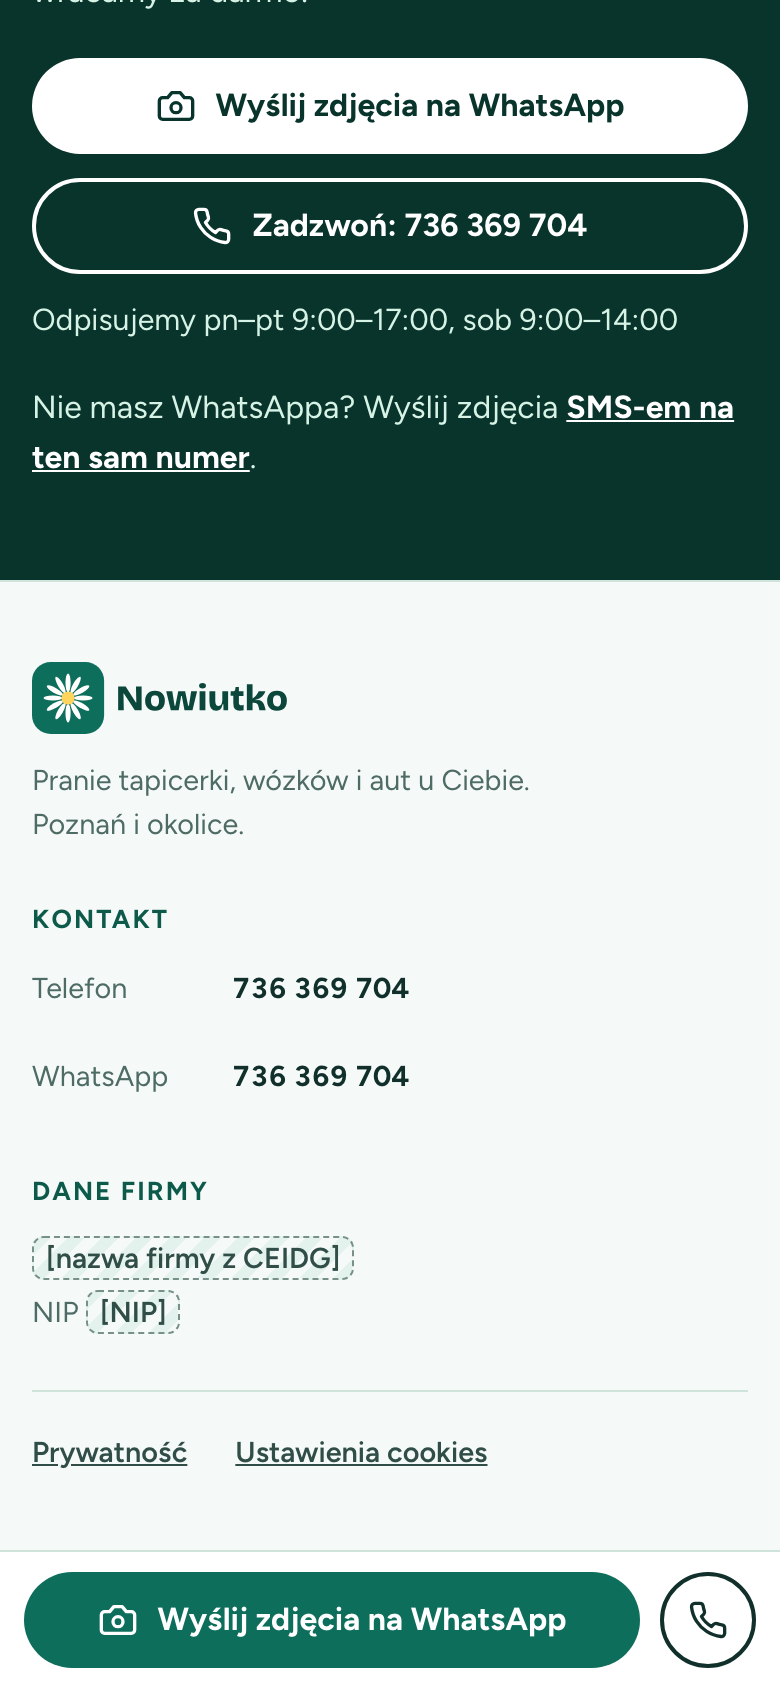 Wyślij zdjęcia na WhatsApp
Zadzwoń: 736 369 704
Odpisujemy pn–pt 9:00–17:00, sob 9:00–14:00
Nie masz WhatsAppa? Wyślij zdjęcia SMS-em na
ten sam numer.
Nowiutko
Pranie tapicerki, wózków i aut u Ciebie.
Poznań i okolice.
KONTAKT
Telefon 736 369 704
WhatsApp 736 369 704
DANE FIRMY
[nazwa firmy z CEIDG]
NIP [NIP]
Prywatność Ustawienia cookies
Wyślij zdjęcia na WhatsApp